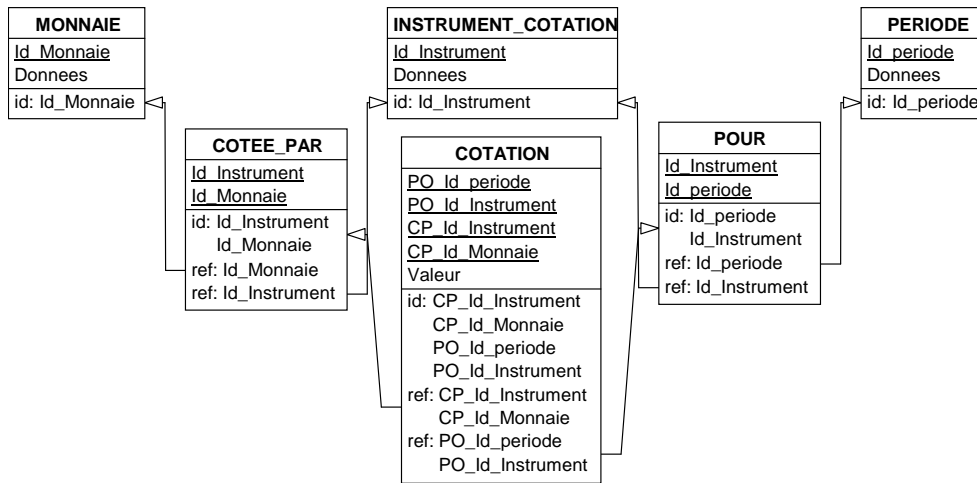 MONNAIE
Id_Monnaie
Donnees
id: Id_Monnaie
INSTRUMENT_COTATION
Id_Instrument
Donnees
id: Id_Instrument
PERIODE
Id_periode
Donnees
id: Id_periode
COTEE_PAR
Id_Instrument
Id_Monnaie
id: Id_Instrument
Id_Monnaie
ref: Id_Monnaie
ref: Id_Instrument
COTATION
PO_Id_periode
PO_Id_Instrument
CP_Id_Instrument
CP_Id_Monnaie
Valeur
id: CP_Id_Instrument
CP_Id_Monnaie
PO_Id_periode
PO_Id_Instrument
ref: CP_Id_Instrument
CP_Id_Monnaie
ref: PO_Id_periode
PO_Id_Instrument
POUR
Id_Instrument
Id_periode
id: Id_periode
Id_Instrument
ref: Id_periode
ref: Id_Instrument